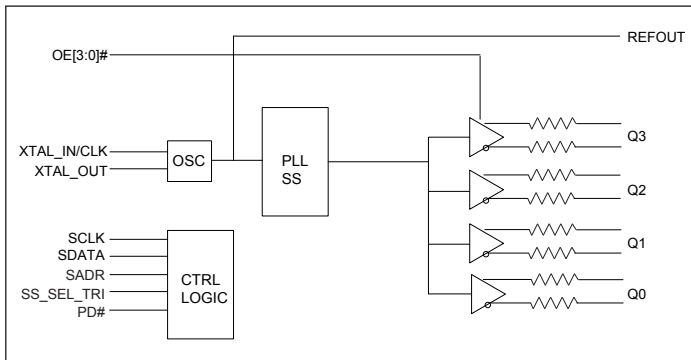 REFOUT
OE[3:0]#
Q3
XTAL_IN/CLK
XTAL_OUT
OSC
PLL
SS
Q2
SCLK
SDATA
SADR
SS_SEL_TRI
PD#
CTRL
LOGIC
Q1
Q0